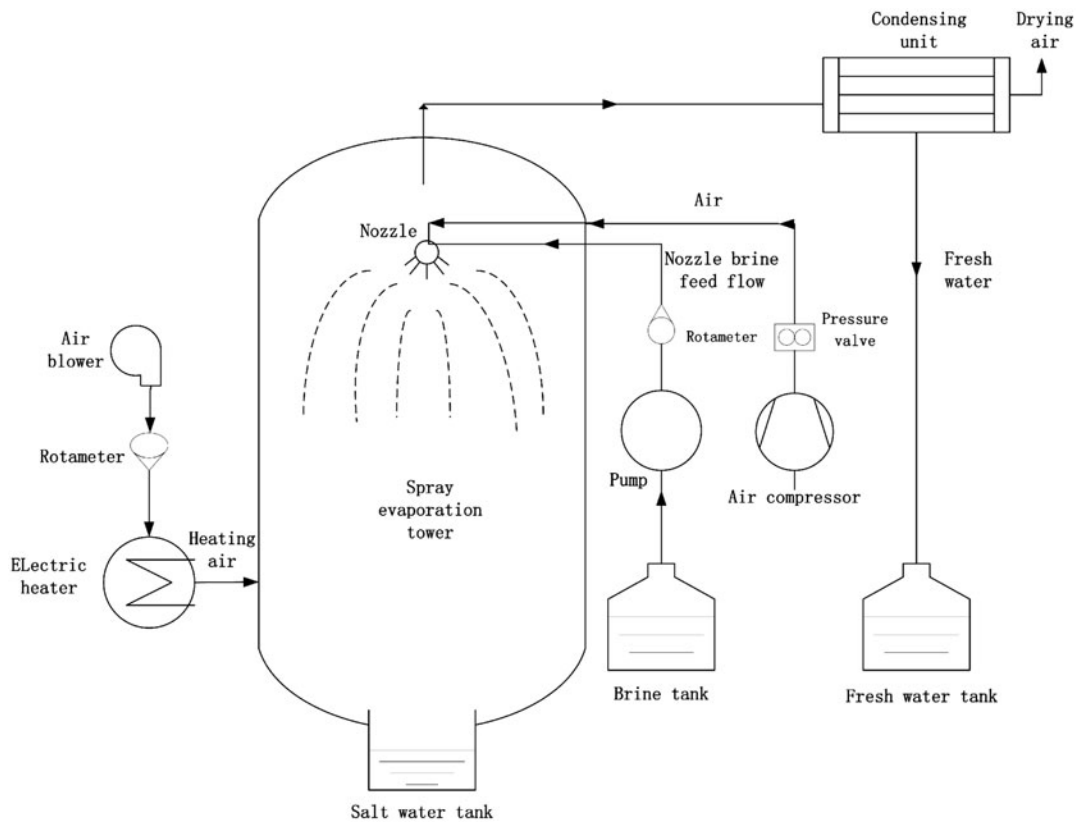 Condensing
unit
Drying
air
Air
Nozzle
Nozzle brine
feed flow
Fresh
water
Air
blower
Rotameter
Pressure
valve
Rotameter
Pump
Air compressor
Spray
evaporation
tower
Heating
air
ELectric
heater
Brine tank
Fresh water tank
Salt water tank